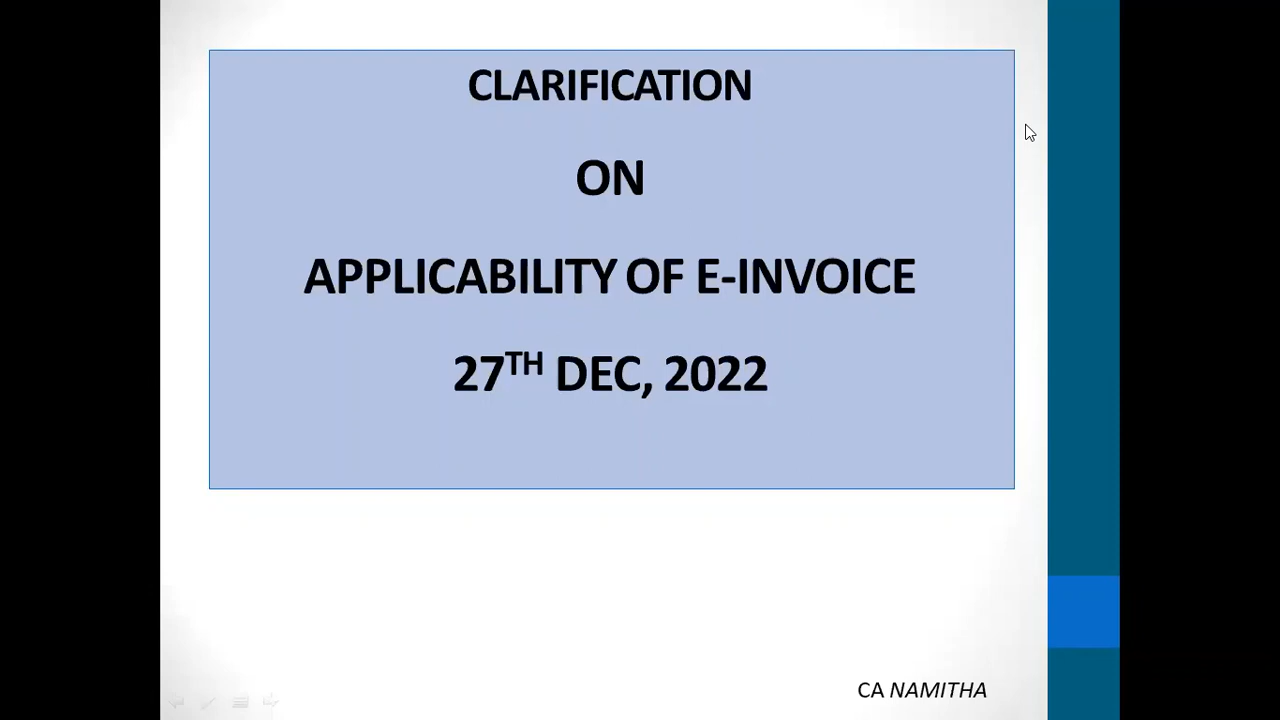 CLARIFICATION
ON
APPLICABILITY OF E-INVOICE
27TH DEC, 2022
CA NAMITHA